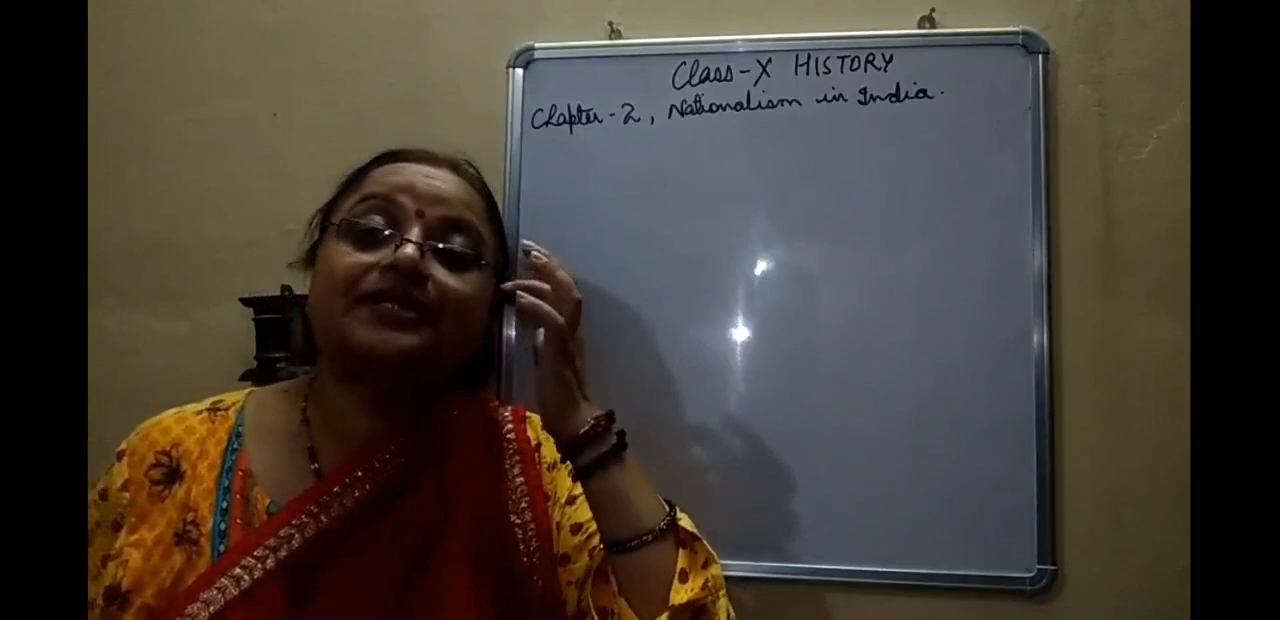 Class-X HISTORY
Chapter-2, Nationalism in India.